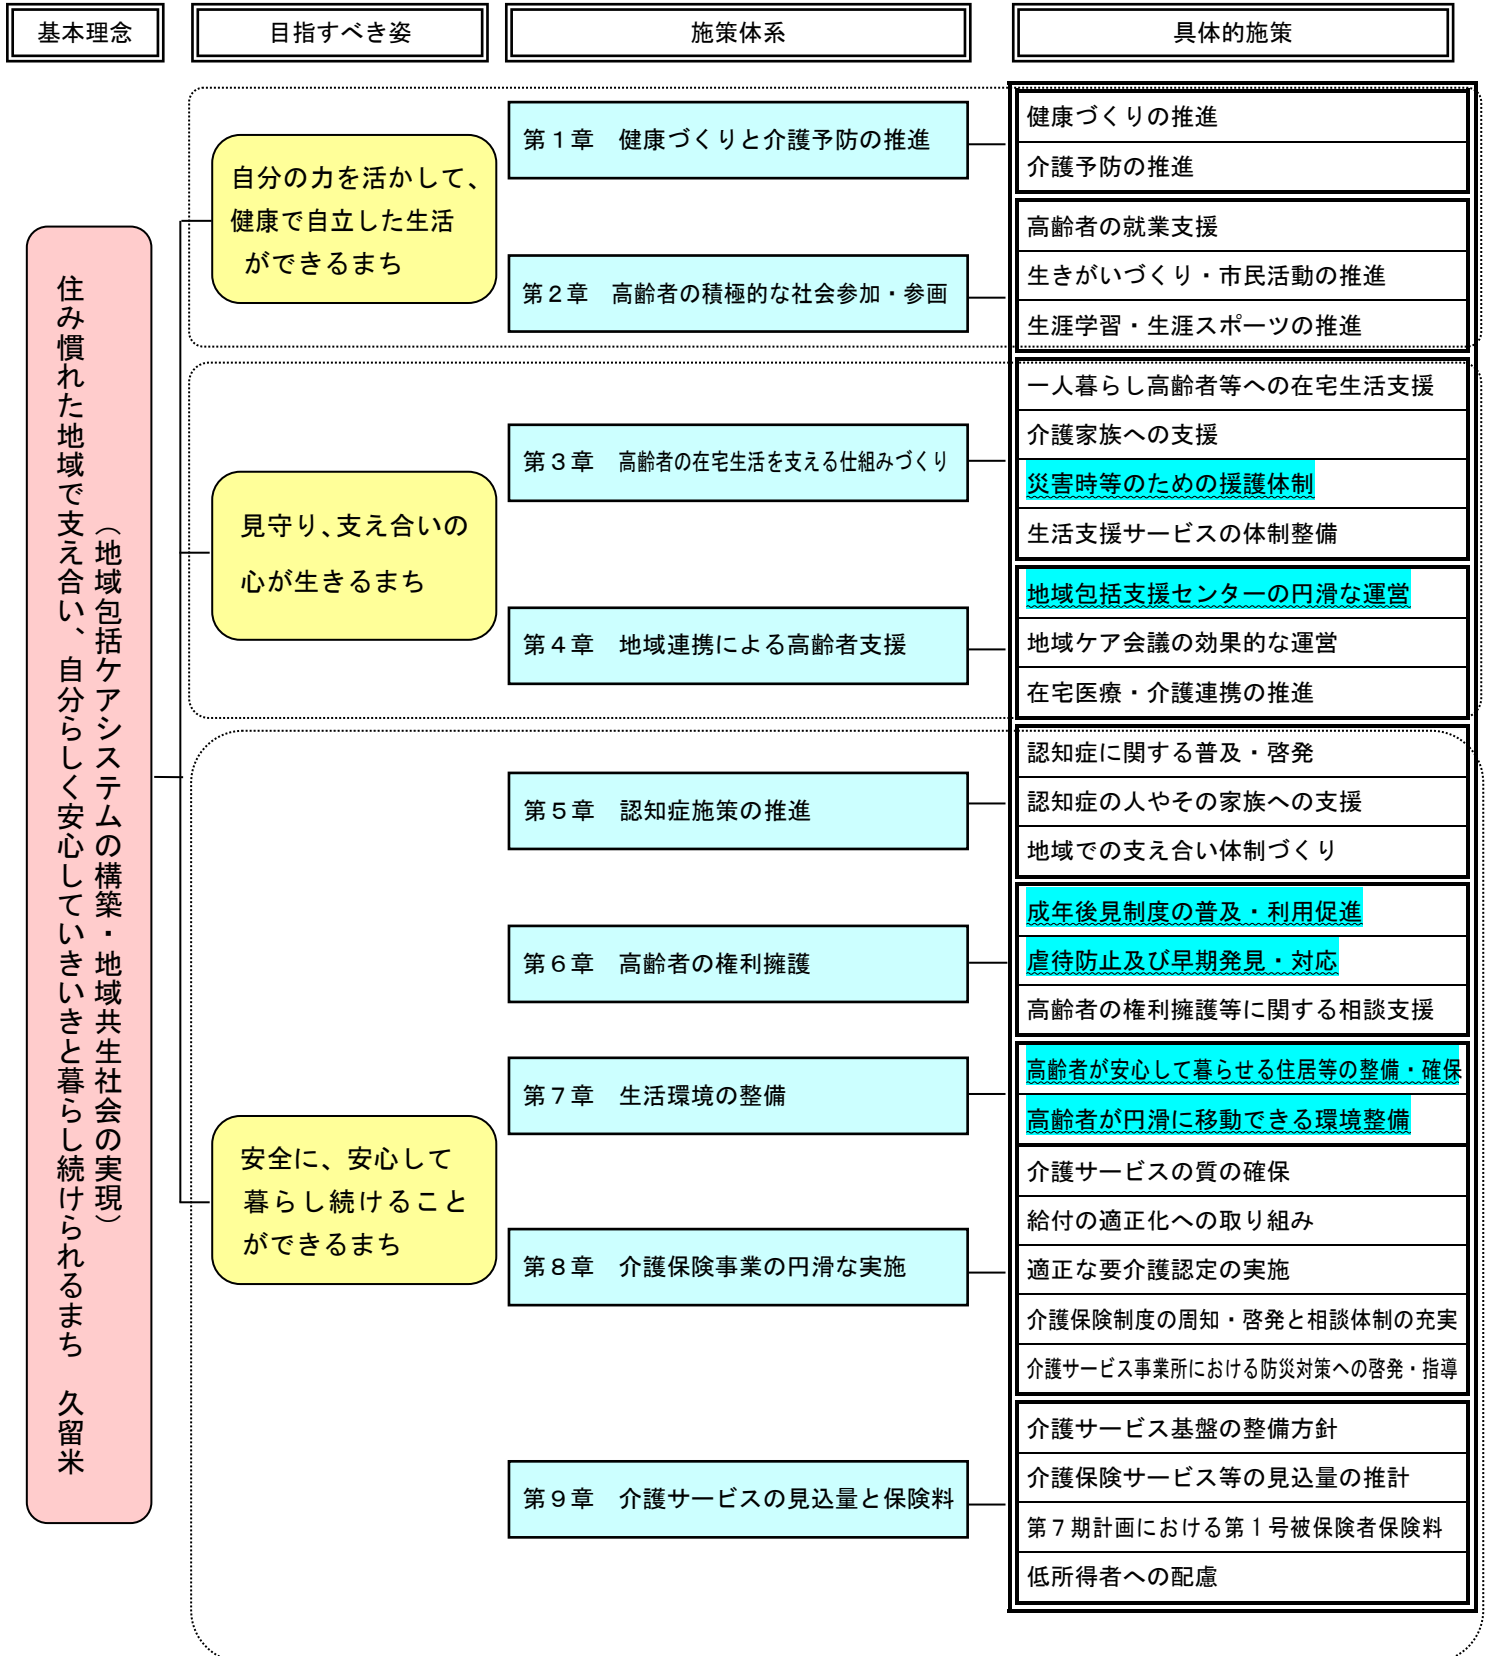 基本理念
目指すべき姿
施策体系
具体的施策
住み慣れた地域で支え合い、自分らしく安心していきいきと暮らし続けられるまち　久留米
（地域包括ケアシステムの構築・地域共生社会の実現）
自分の力を活かして、
健康で自立した生活
ができるまち
第１章　健康づくりと介護予防の推進
健康づくりの推進
介護予防の推進
第２章　高齢者の積極的な社会参加・参画
高齢者の就業支援
生きがいづくり・市民活動の推進
生涯学習・生涯スポーツの推進
見守り、支え合いの
心が生きるまち
第３章　高齢者の在宅生活を支える仕組みづくり
一人暮らし高齢者等への在宅生活支援
介護家族への支援
災害時等のための援護体制
生活支援サービスの体制整備
第４章　地域連携による高齢者支援
地域包括支援センターの円滑な運営
地域ケア会議の効果的な運営
在宅医療・介護連携の推進
安全に、安心して
暮らし続けること
ができるまち
第５章　認知症施策の推進
認知症に関する普及・啓発
認知症の人やその家族への支援
地域での支え合い体制づくり
第６章　高齢者の権利擁護
成年後見制度の普及・利用促進
虐待防止及び早期発見・対応
高齢者の権利擁護等に関する相談支援
第７章　生活環境の整備
高齢者が安心して暮らせる住居等の整備・確保
高齢者が円滑に移動できる環境整備
第８章　介護保険事業の円滑な実施
介護サービスの質の確保
給付の適正化への取り組み
適正な要介護認定の実施
介護保険制度の周知・啓発と相談体制の充実
介護サービス事業所における防災対策への啓発・指導
第９章　介護サービスの見込量と保険料
介護サービス基盤の整備方針
介護保険サービス等の見込量の推計
第７期計画における第１号被保険者保険料
低所得者への配慮